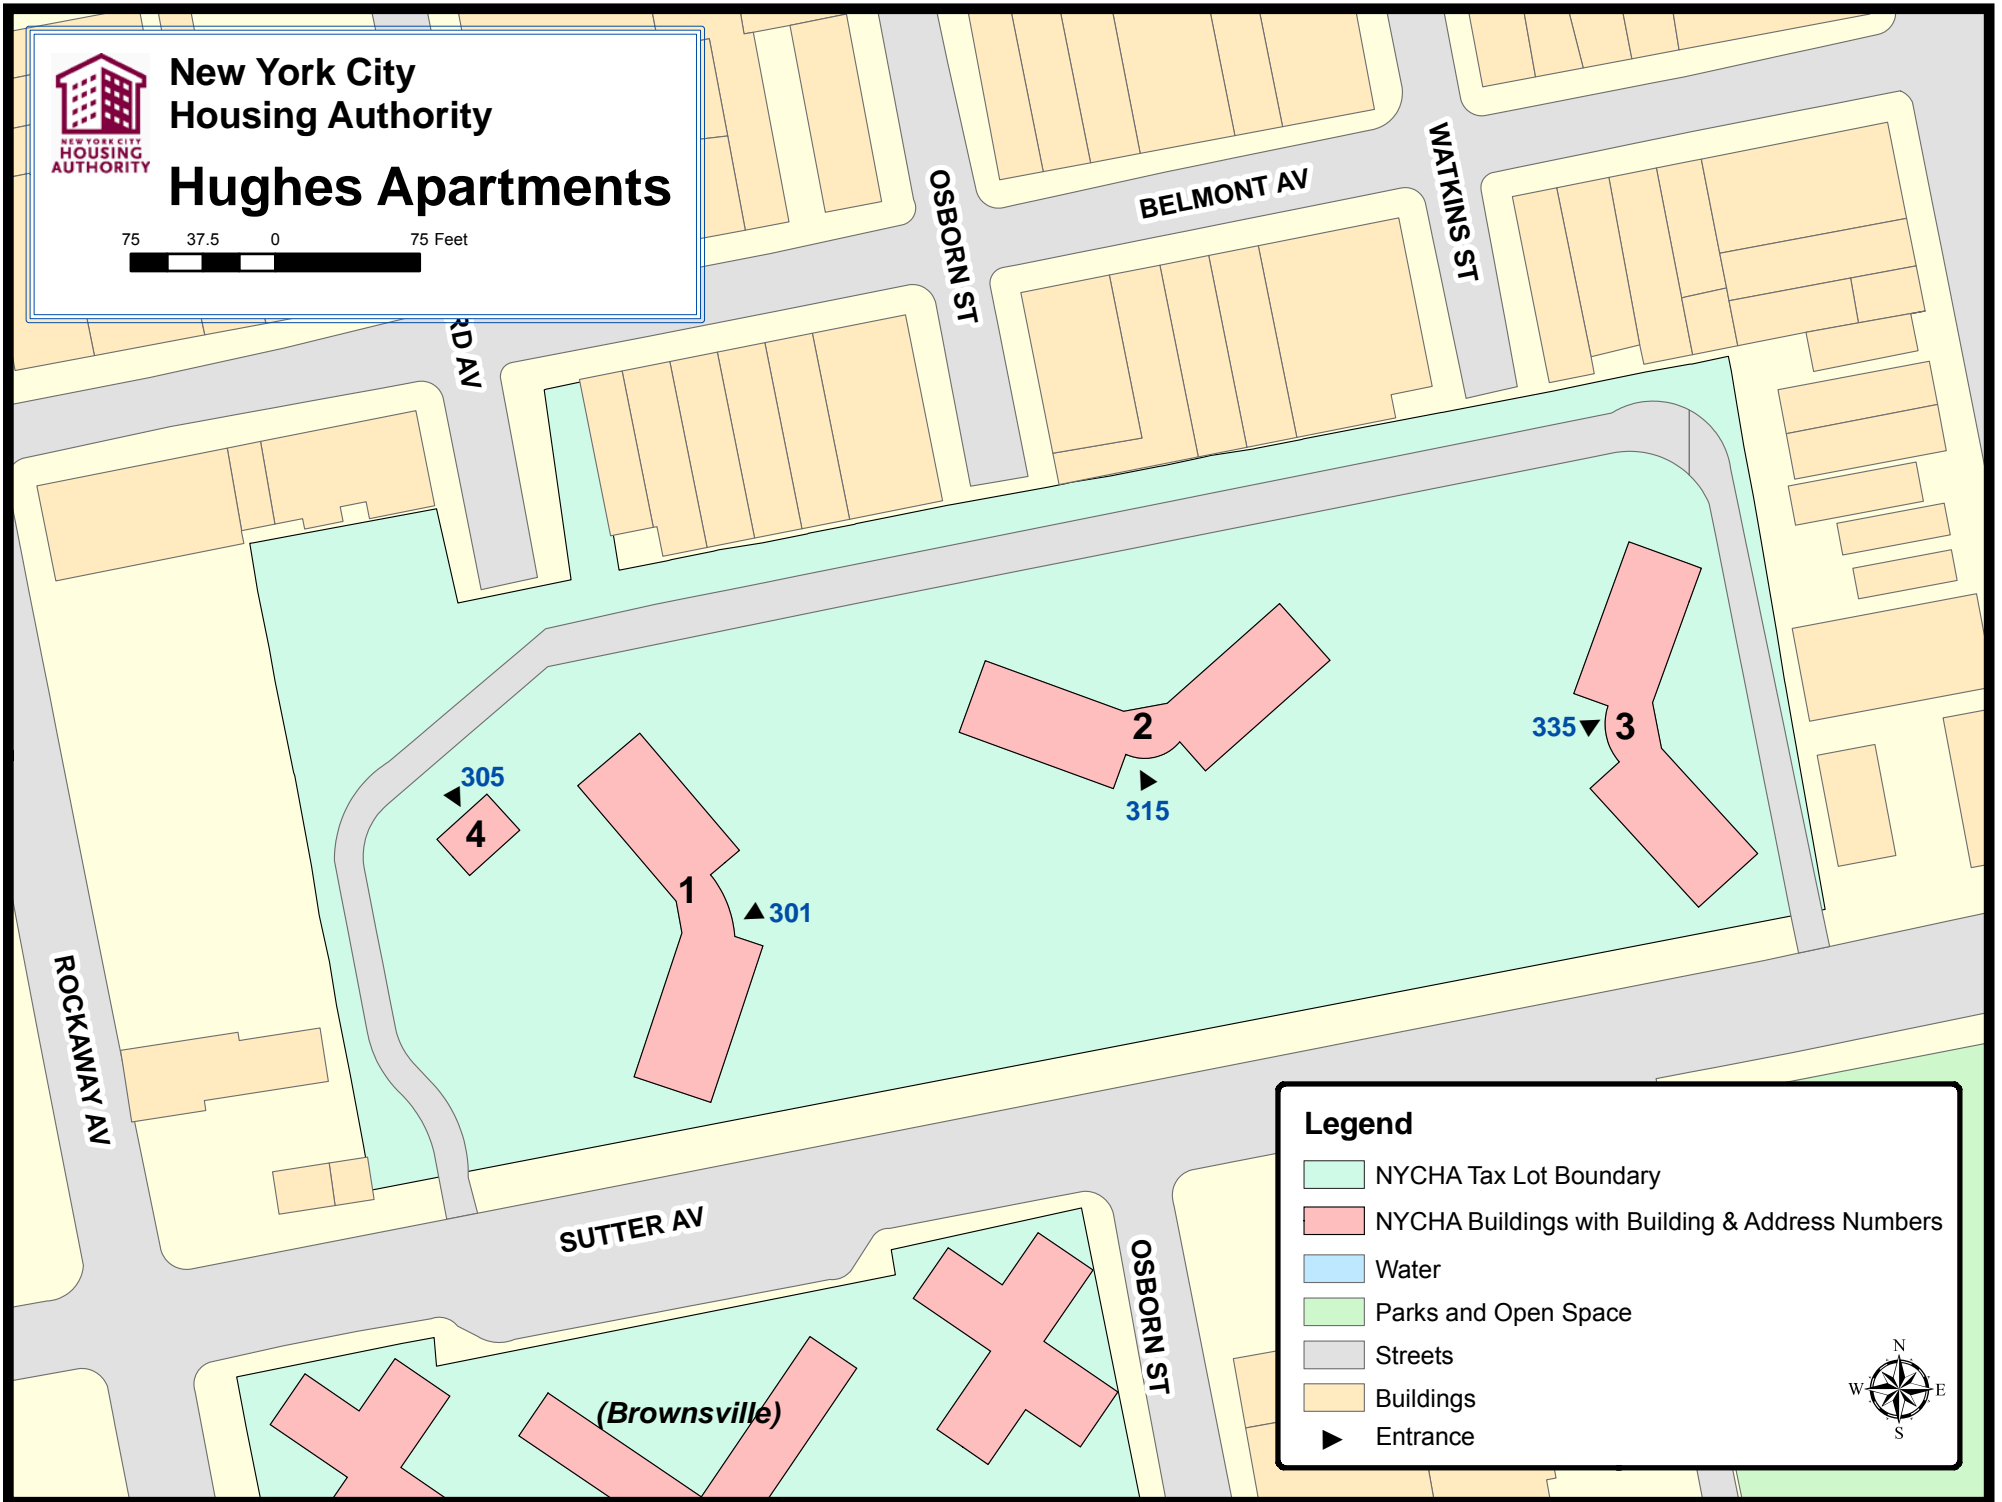 New York City
Housing Authority
NEW YORK CITY
HOUSING
AUTHORITY
Hughes Apartments
75 37.5 0 75 Feet
RD AV
OSBORN ST
BELMONT AV
WATKINS ST
305
4
1
301
2
315
335
3
ROCKAWAY AV
SUTTER AV
OSBORN ST
(Brownsville)
Legend
NYCHA Tax Lot Boundary
NYCHA Buildings with Building & Address Numbers
Water
Parks and Open Space
Streets
Buildings
Entrance
N
W E
S